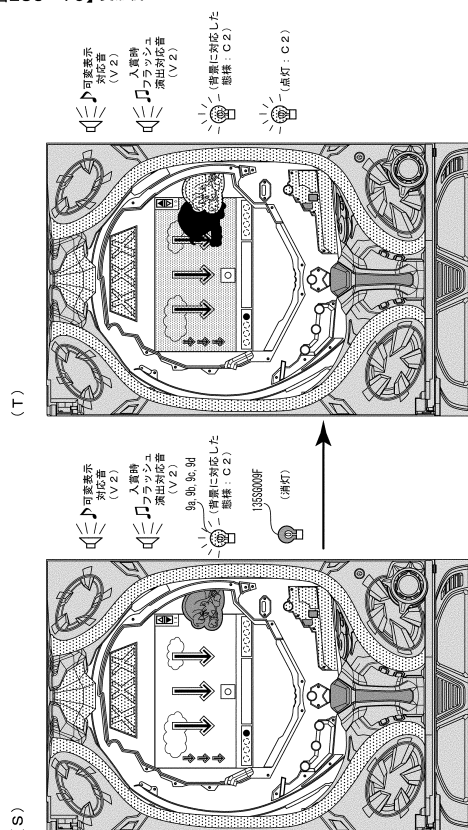 (T)
♪可変表示
対応音
(V2)
入賞時
♫フラッシュ
演出対応音
(V2)
(背景に対応した
態様：C2)
(点灯：C2)
(S)
♪可変表示
対応音
(V2)
入賞時
♫フラッシュ
演出対応音
(V2)
9a, 9b, 9c, 9d
(背景に対応した
態様：C2)
135SG009F
(消灯)